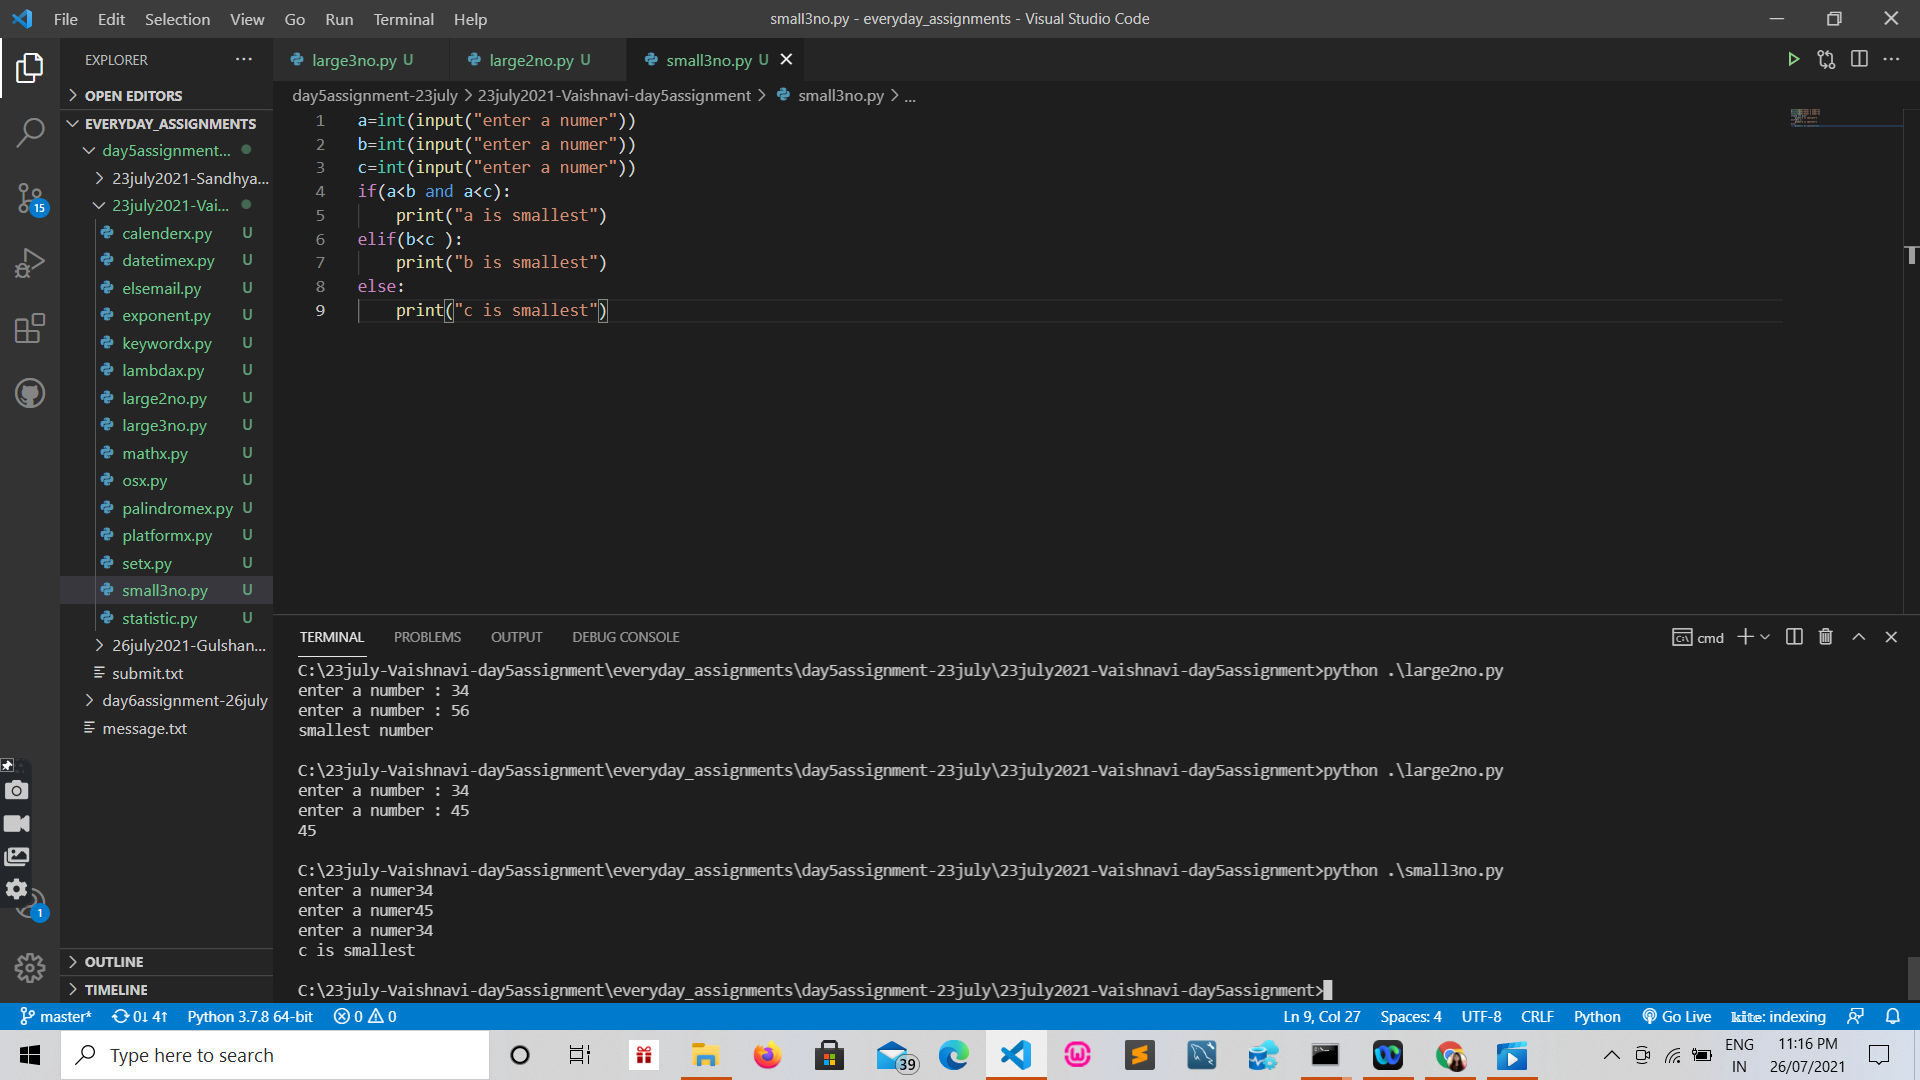 File Edit Selection View Go Run Terminal Help
small3no.py - everyday_assignments - Visual Studio Code
EXPLORER
OPEN EDITORS
EVERYDAY_ASSIGNMENTS
day5assignment...
23july2021-Sandhya...
23july2021-Vai...
calenderx.py U
datetimex.py U
elsemail.py U
exponent.py U
keywordx.py U
lambdax.py U
large2no.py U
large3no.py U
mathx.py U
osx.py U
palindromex.py U
platformx.py U
setx.py U
small3no.py U
statistic.py U
26july2021-Gulshan...
submit.txt
day6assignment-26july
message.txt
OUTLINE
TIMELINE
15
1
large3no.py U large2no.py U small3no.py U
day5assignment-23july > 23july2021-Vaishnavi-day5assignment > small3no.py > ...
1 a=int(input("enter a numer"))
2 b=int(input("enter a numer"))
3 c=int(input("enter a numer"))
4 if(a<b and a<c):
5 print("a is smallest")
6 elif(b<c ):
7 print("b is smallest")
8 else:
9 print("c is smallest")
TERMINAL PROBLEMS OUTPUT DEBUG CONSOLE
cmd
C:\23july-Vaishnavi-day5assignment\everyday_assignments\day5assignment-23july\23july2021-Vaishnavi-day5assignment>python .\large2no.py
enter a number : 34
enter a number : 56
smallest number
C:\23july-Vaishnavi-day5assignment\everyday_assignments\day5assignment-23july\23july2021-Vaishnavi-day5assignment>python .\large2no.py
enter a number : 34
enter a number : 45
45
C:\23july-Vaishnavi-day5assignment\everyday_assignments\day5assignment-23july\23july2021-Vaishnavi-day5assignment>python .\small3no.py
enter a numer34
enter a numer45
enter a numer34
c is smallest
C:\23july-Vaishnavi-day5assignment\everyday_assignments\day5assignment-23july\23july2021-Vaishnavi-day5assignment>
master* 0↓ 4↑ Python 3.7.8 64-bit 0 0
Ln 9, Col 27 Spaces: 4 UTF-8 CRLF Python Go Live kite: indexing
Type here to search
39
ENG
IN
11:16 PM
26/07/2021